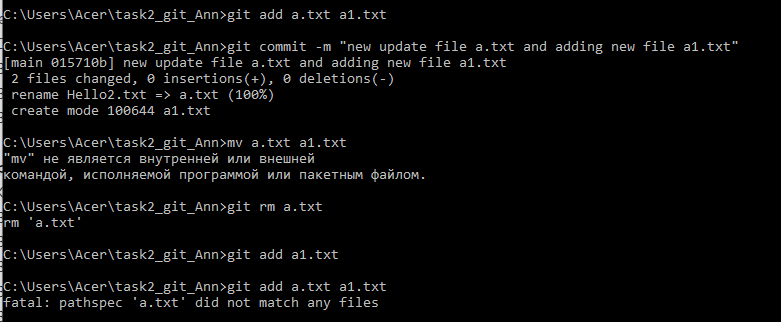 C:\Users\Acer\task2_git_Ann>git add a.txt a1.txt
C:\Users\Acer\task2_git_Ann>git commit -m "new update file a.txt and adding new file a1.txt"
[main 015710b] new update file a.txt and adding new file a1.txt
 2 files changed, 0 insertions(+), 0 deletions(-)
 rename Hello2.txt => a.txt (100%)
 create mode 100644 a1.txt
C:\Users\Acer\task2_git_Ann>mv a.txt a1.txt
"mv" не является внутренней или внешней
командой, исполняемой программой или пакетным файлом.
C:\Users\Acer\task2_git_Ann>git rm a.txt
rm 'a.txt'
C:\Users\Acer\task2_git_Ann>git add a1.txt
C:\Users\Acer\task2_git_Ann>git add a.txt a1.txt
fatal: pathspec 'a.txt' did not match any files